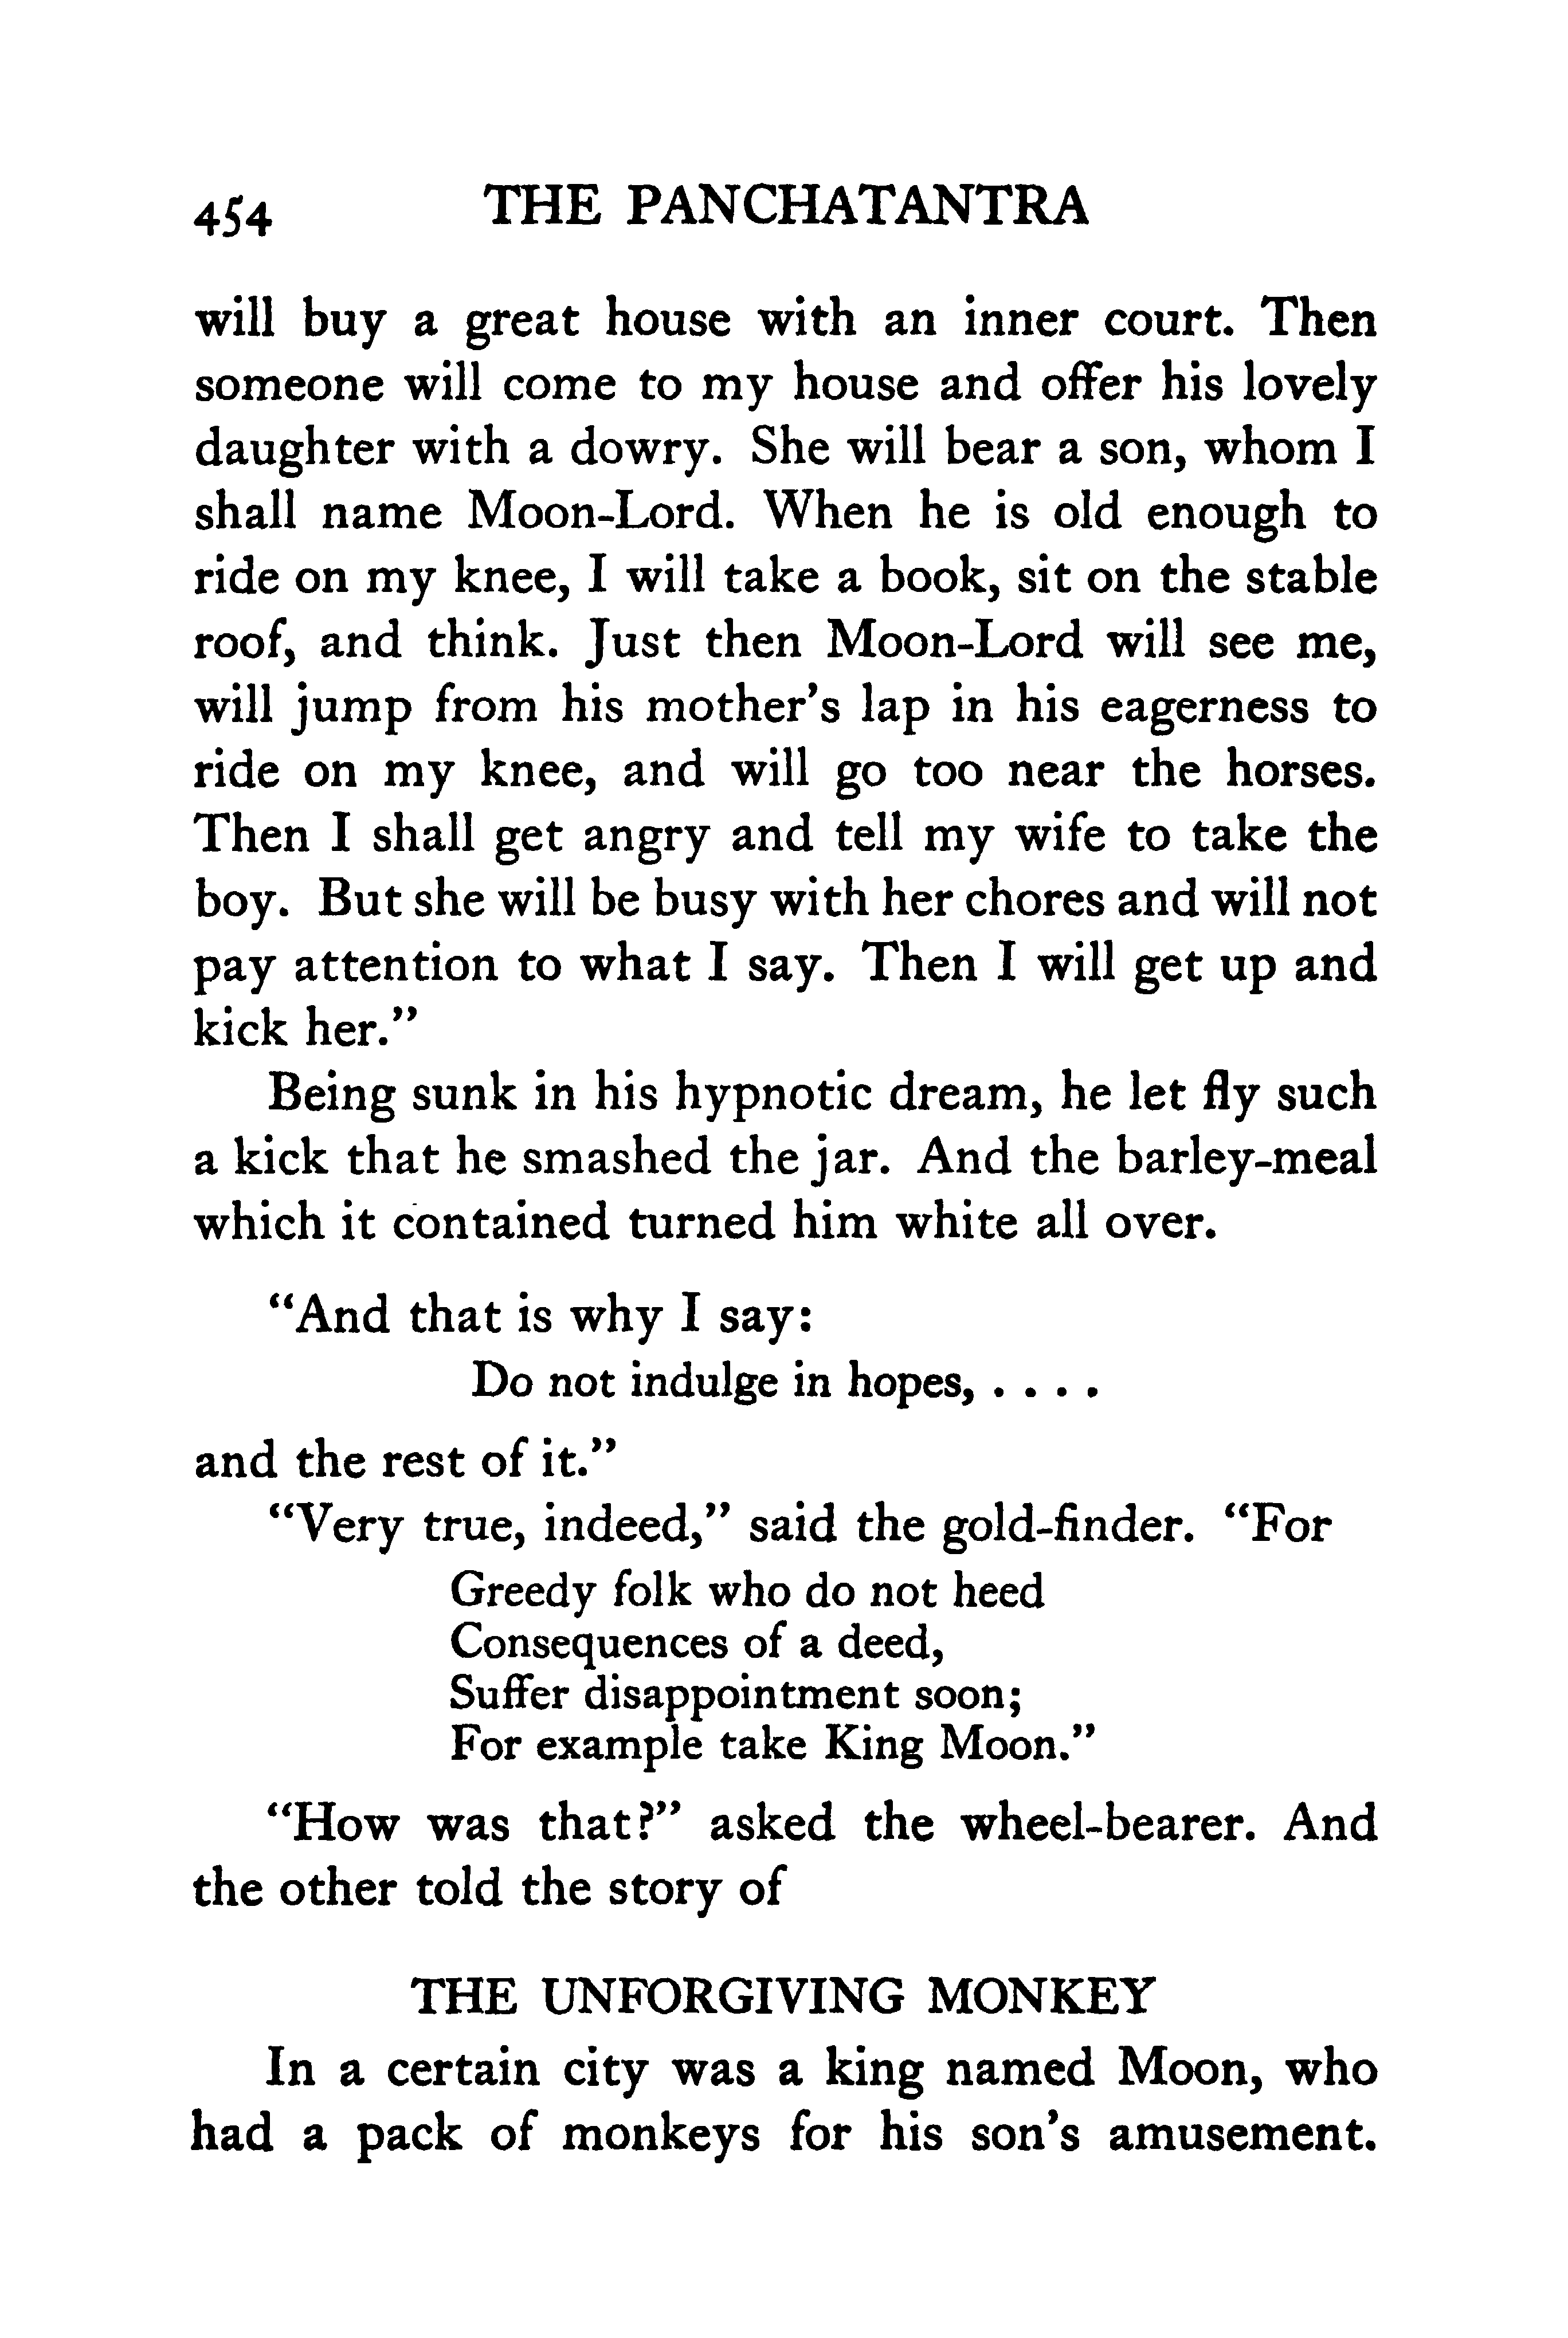 454 THE PANCHATANTRA
will buy a great house with an inner court. Then
someone will come to my house and offer his lovely
daughter with a dowry. She will bear a son, whom I
shall name Moon-Lord. When he is old enough to
ride on my knee, I will take a book, sit on the stable
roof, and think. Just then Moon-Lord will see me,
will jump from his mother's lap in his eagerness to
ride on my knee, and will go too near the horses.
Then I shall get angry and tell my wife to take the
boy. But she will be busy with her chores and will not
pay attention to what I say. Then I will get up and
kick her.”
Being sunk in his hypnotic dream, he let fly such
a kick that he smashed the jar. And the barley-meal
which it contained turned him white all over.
“And that is why I say:
Do not indulge in hopes, . . . .
and the rest of it.”
“Very true, indeed,” said the gold-finder. “For
Greedy folk who do not heed
Consequences of a deed,
Suffer disappointment soon;
For example take King Moon.”
“How was that?” asked the wheel-bearer. And
the other told the story of
THE UNFORGIVING MONKEY
In a certain city was a king named Moon, who
had a pack of monkeys for his son's amusement.